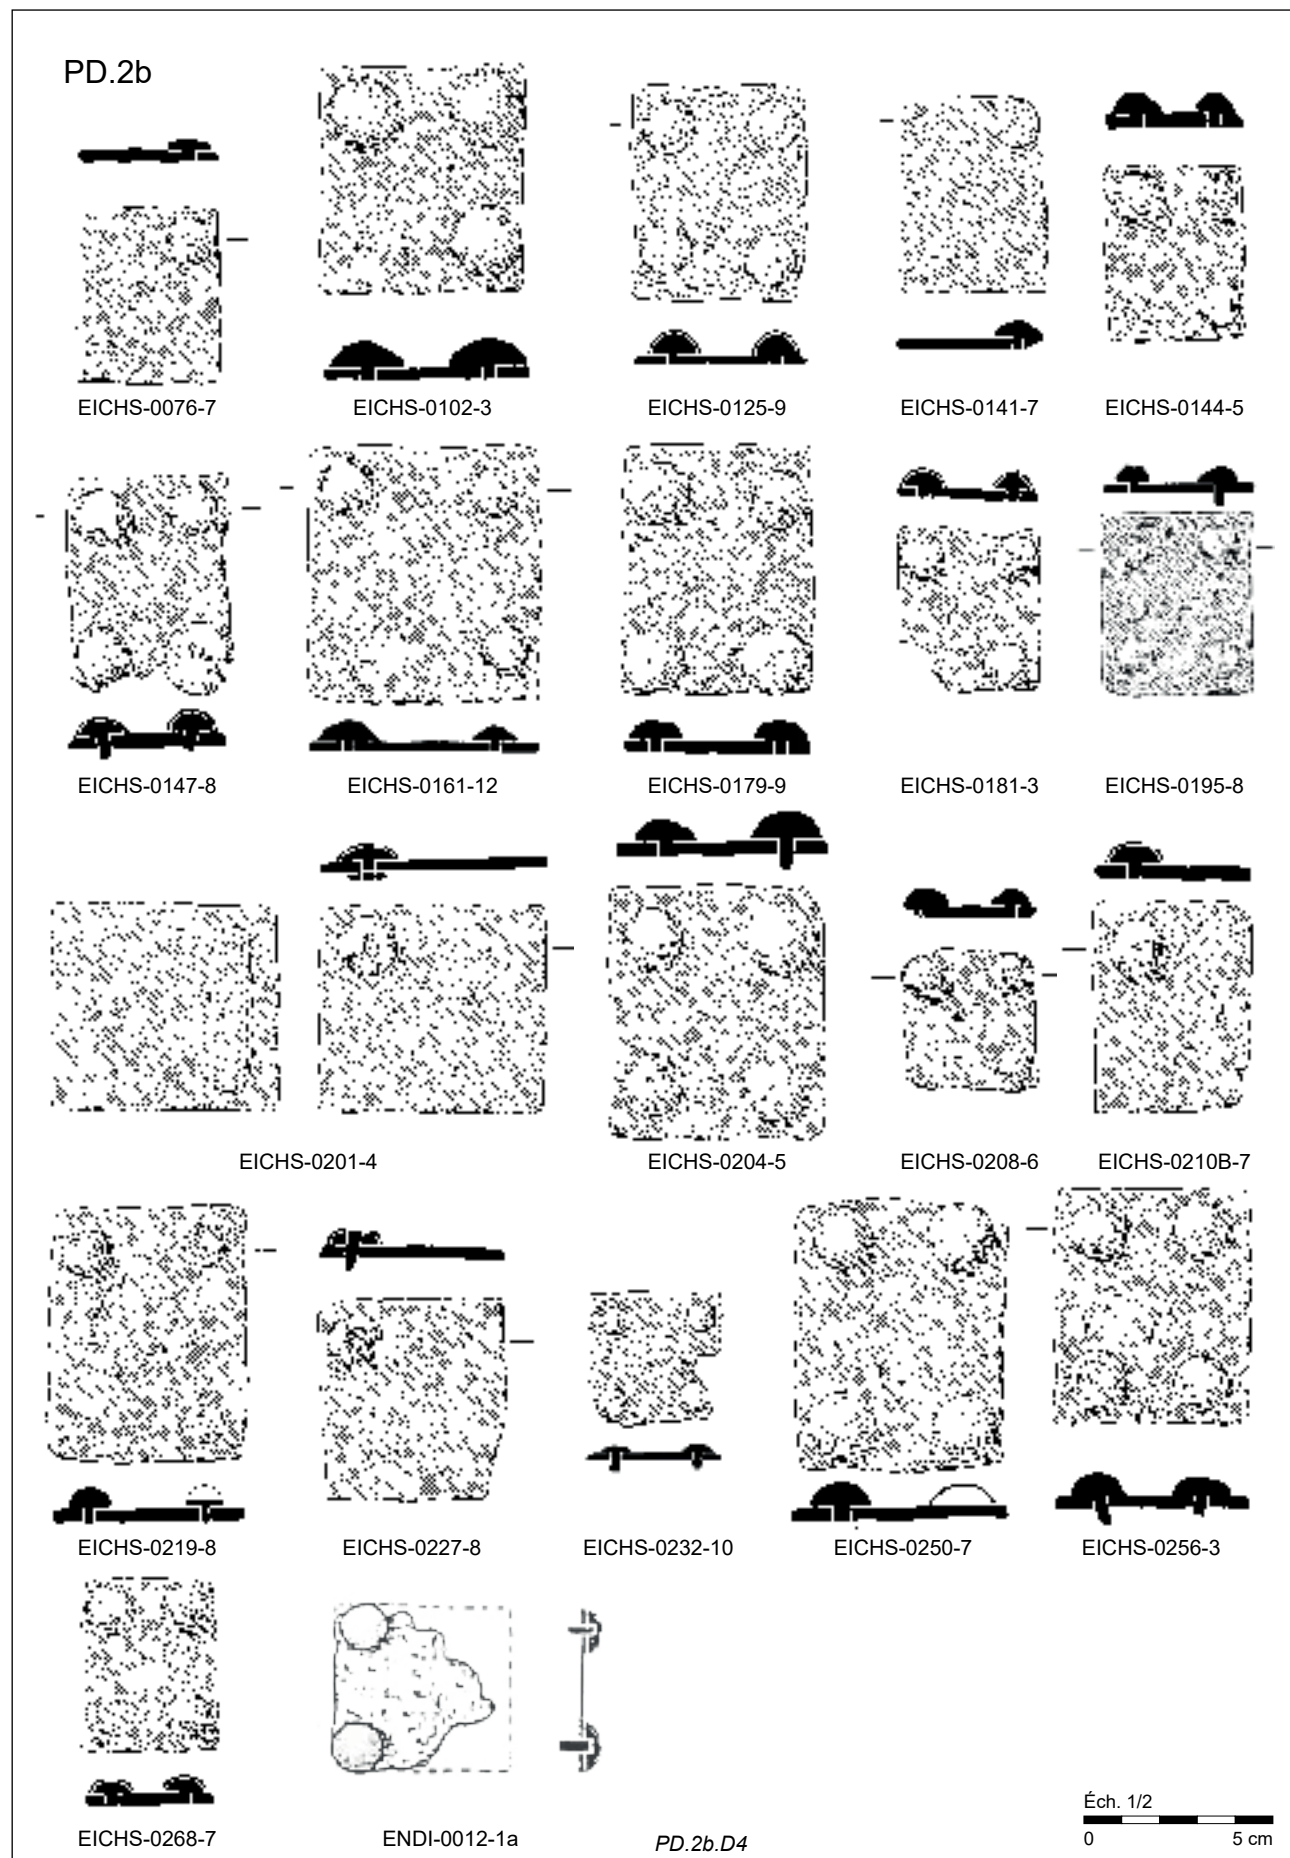 PD.2b
EICHS-0076-7 EICHS-0102-3 EICHS-0125-9 EICHS-0141-7 EICHS-0144-5
EICHS-0147-8 EICHS-0161-12 EICHS-0179-9 EICHS-0181-3 EICHS-0195-8
EICHS-0201-4 EICHS-0204-5 EICHS-0208-6 EICHS-0210B-7
EICHS-0219-8 EICHS-0227-8 EICHS-0232-10 EICHS-0250-7 EICHS-0256-3
Éch. 1/2
0 5 cm
EICHS-0268-7 ENDI-0012-1a PD.2b.D4